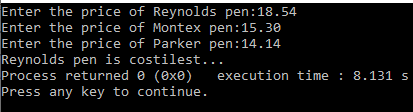 Enter the price of Reynolds pen:18.54
Enter the price of Montex pen:15.30
Enter the price of Parker pen:14.14
Reynolds pen is costilest...
Process returned 0 (0x0)   execution time : 8.131 s
Press any key to continue.